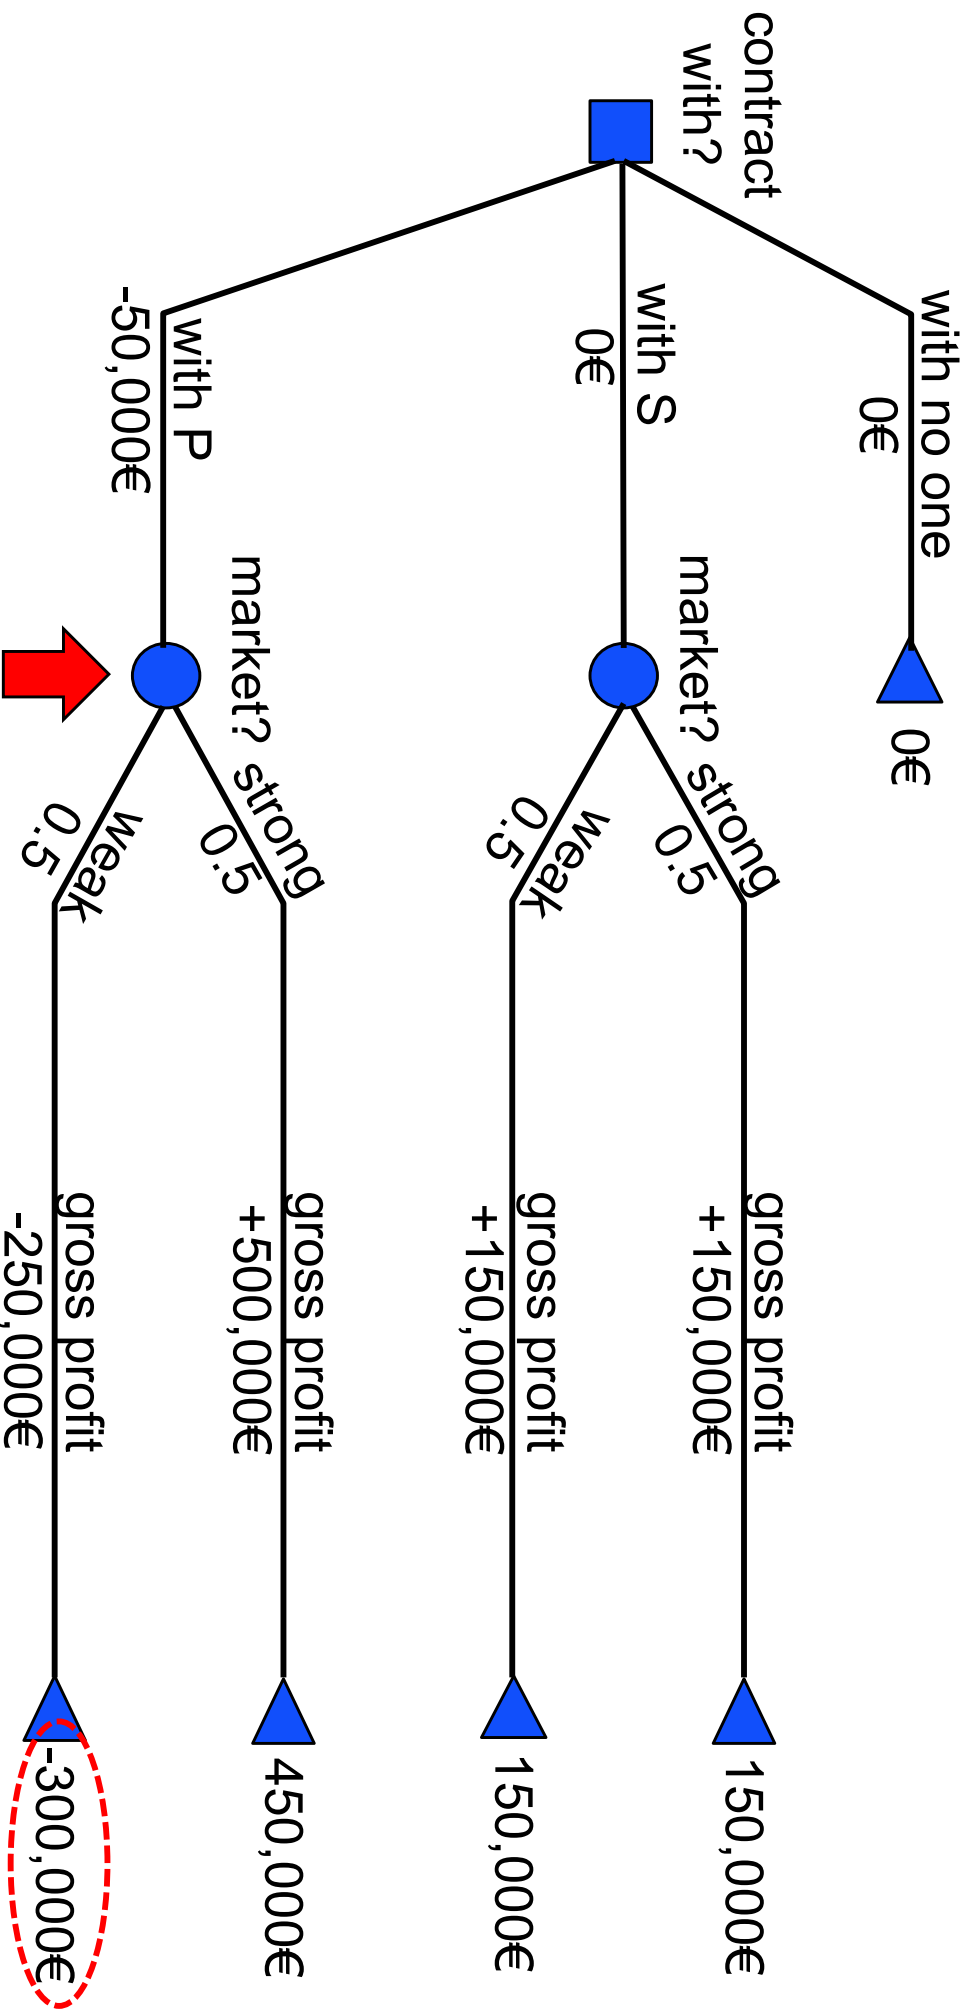 contract
with?
with no one
0€
0€
with S
0€
market?
strong
0.5
gross profit
+150,000€
150,000€
weak
0.5
gross profit
+150,000€
150,000€
with P
-50,000€
market?
strong
0.5
gross profit
+500,000€
450,000€
weak
0.5
gross profit
-250,000€
-300,000€